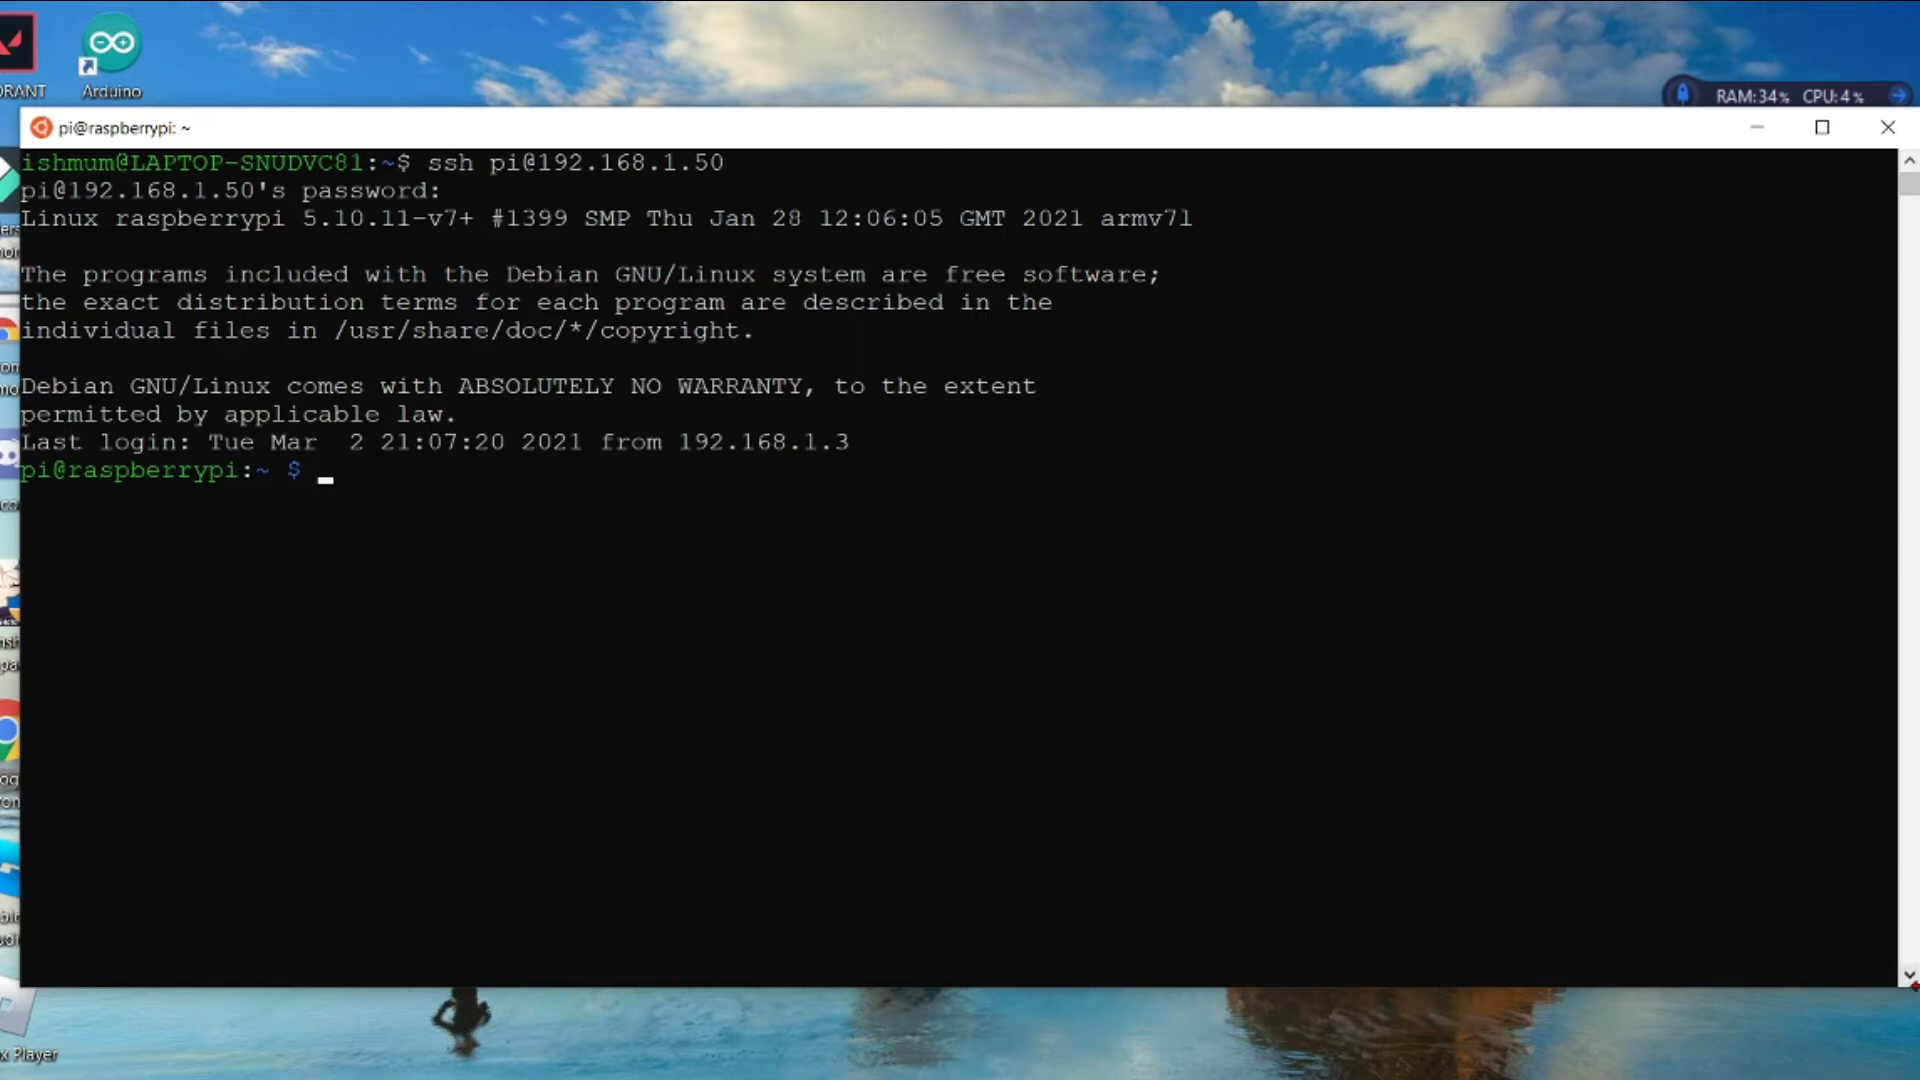 DRANT
Arduino
RAM:34% CPU:4%
pi@raspberrypi: ~
ishmum@LAPTOP-SNUDVC81:~$ ssh pi@192.168.1.50
pi@192.168.1.50's password:
Linux raspberrypi 5.10.11-v7+ #1399 SMP Thu Jan 28 12:06:05 GMT 2021 armv7l
The programs included with the Debian GNU/Linux system are free software;
the exact distribution terms for each program are described in the
individual files in /usr/share/doc/*/copyright.
Debian GNU/Linux comes with ABSOLUTELY NO WARRANTY, to the extent
permitted by applicable law.
Last login: Tue Mar  2 21:07:20 2021 from 192.168.1.3
pi@raspberrypi:~ $
x Player